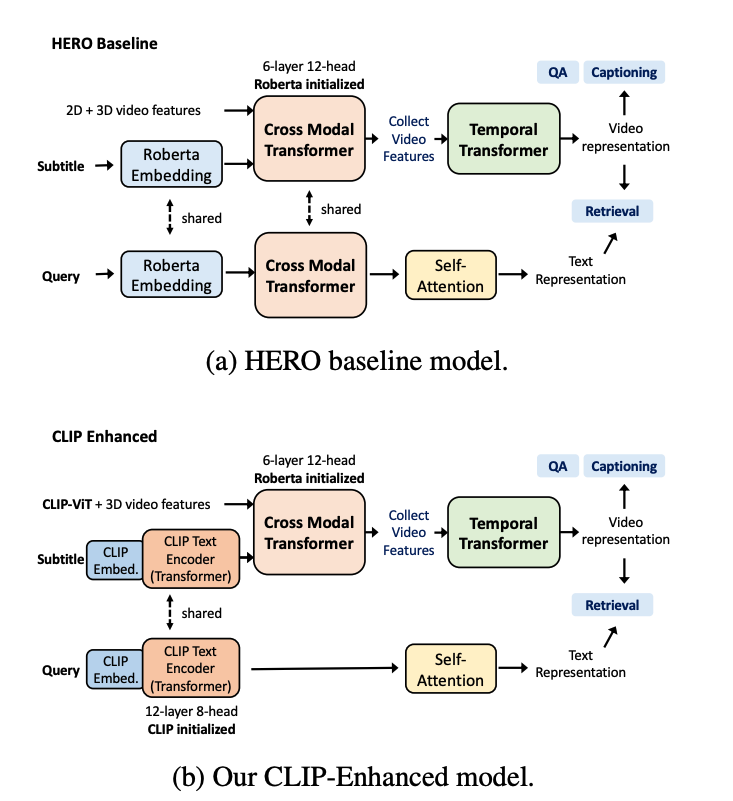 HERO Baseline
6-layer 12-head
Roberta initialized
QA
Captioning
2D + 3D video features
Cross Modal
Transformer
Collect
Video
Features
Temporal
Transformer
Video
representation
Subtitle
Roberta
Embedding
shared
shared
Retrieval
Query
Roberta
Embedding
Cross Modal
Transformer
Self-
Attention
Text
Representation
(a) HERO baseline model.
CLIP Enhanced
6-layer 12-head
Roberta initialized
QA
Captioning
CLIP-ViT + 3D video features
Cross Modal
Transformer
Collect
Video
Features
Temporal
Transformer
Video
representation
Subtitle
CLIP
Embed.
CLIP Text
Encoder
(Transformer)
shared
Retrieval
Query
CLIP
Embed.
CLIP Text
Encoder
(Transformer)
Self-
Attention
Text
Representation
12-layer 8-head
CLIP initialized
(b) Our CLIP-Enhanced model.